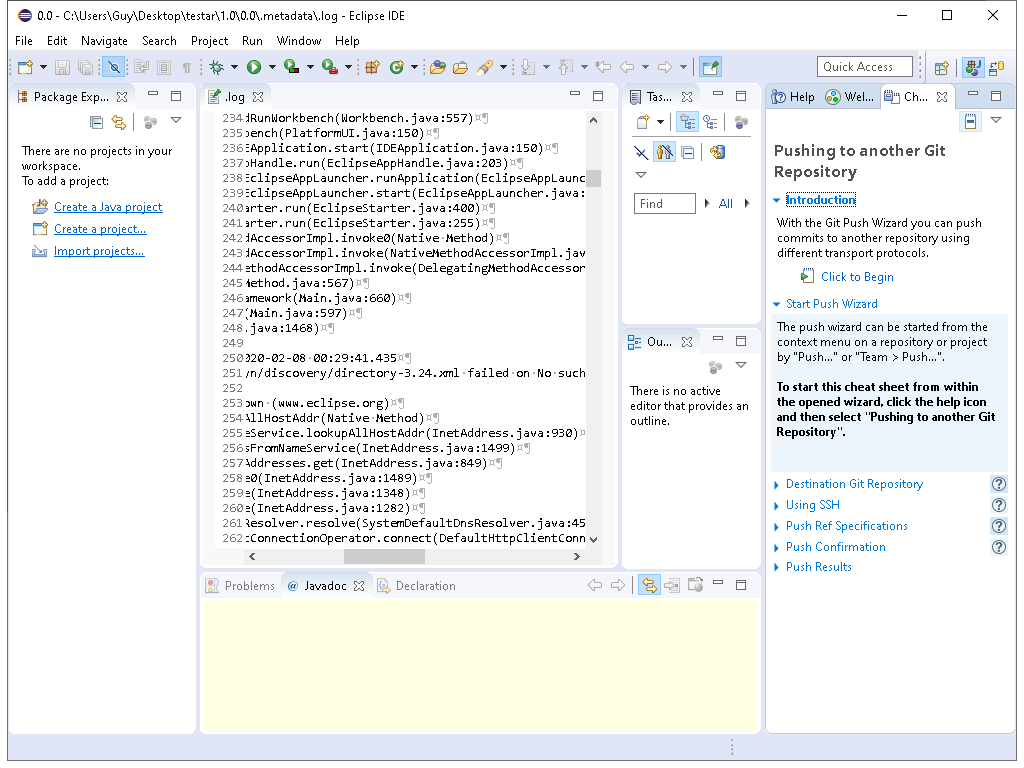 0.0 - C:\Users\Guy\Desktop\testar\1.0\0.0\.metadata\.log - Eclipse IDE
File Edit Navigate Search Project Run Window Help
Quick Access
Package Exp...
There are no projects in your
workspace.
To add a project:
Create a Java project
Create a project...
Import projects...
.log
234 dRunWorkbench(Workbench.java:557)¤¶
235 bench(PlatformUI.java:150)¤¶
236 EApplication.start(IDEApplication.java:150)¤¶
237 pHandle.run(EclipseAppHandle.java:203)¤¶
238 EclipseAppLauncher.runApplication(EclipseAppLaunc
239 EclipseAppLauncher.start(EclipseAppLauncher.java:
240 arter.run(EclipseStarter.java:400)¤¶
241 arter.run(EclipseStarter.java:255)¤¶
242 dAccessorImpl.invoke0(Native·Method)¤¶
243 dAccessorImpl.invoke(NativeMethodAccessorImpl.jav
244 ethodAccessorImpl.invoke(DelegatingMethodAccessor
245 Method.java:567)¤¶
246 amework(Main.java:660)¤¶
247 (Main.java:597)¤¶
248 .java:1468)¤¶
249
250 020-02-08·00:29:41.435¤¶
251 /n/discovery/directory-3.24.xml·failed·on·No·such
252
253 own·(www.eclipse.org)¤¶
254 AllHostAddr(Native·Method)¤¶
255 eService.lookupAllHostAddr(InetAddress.java:930)¤
256 sFromNameService(InetAddress.java:1499)¤¶
257 Addresses.get(InetAddress.java:849)¤¶
258 e0(InetAddress.java:1489)¤¶
259 e(InetAddress.java:1348)¤¶
260 e(InetAddress.java:1282)¤¶
261 Resolver.resolve(SystemDefaultDnsResolver.java:45
262 tConnectionOperator.connect(DefaultHttpClientConn
Tas...
Find
All
Ou...
There is no active
editor that provides an
outline.
Problems @ Javadoc Declaration
Help Wel... Ch...
Pushing to another Git
Repository
Introduction
With the Git Push Wizard you can push
commits to another repository using
different transport protocols.
Click to Begin
Start Push Wizard
The push wizard can be started from the
context menu on a repository or project
by "Push..." or "Team > Push...".
To start this cheat sheet from within
the opened wizard, click the help icon
and then select "Pushing to another Git
Repository".
Destination Git Repository
Using SSH
Push Ref Specifications
Push Confirmation
Push Results